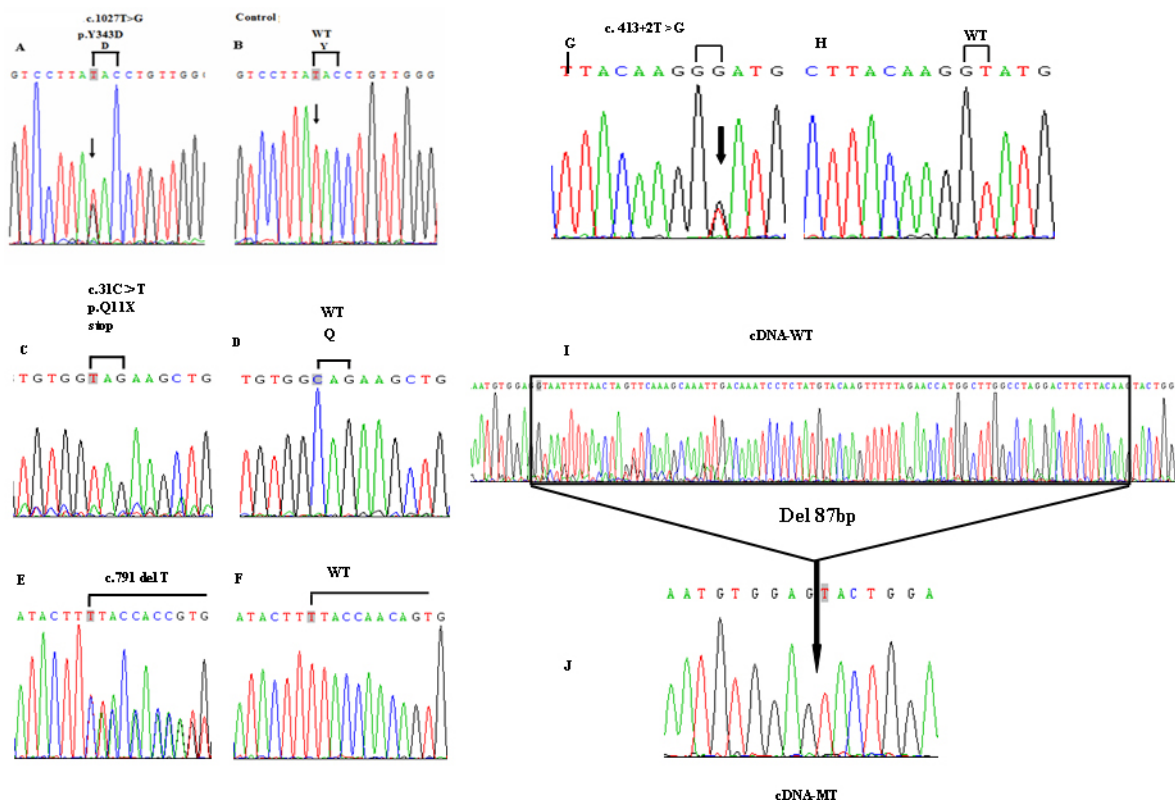 c.1027T>G
p.Y343D
A
D
GTCCTTATACCTGTTGG
Control
WT
B
Y
GTCCTTATACCTGTTGGG
c. 413+2T >G
G
TTACAAGGGATG
H
WT
CTTACAAGGTATG
c.31C>T
p.Q11X
stop
C
TGTGGTAGAAGCTG
WT
Q
D
TGTGGCAGAAGCTG
cDNA-WT
I
AATGTGGAGGTAATTTTAACTAGTTCAAAGCAAATTGACAAATCCTCTATGTACAAGTTTTTAGAACCATGGCTTGGCCTAGGACTTCTTACAAGTACTGG
Del 87bp
E
c.791 del T
ATACTTTTACCACCGTG
F
WT
ATACTTTTACCAACAGTG
AATGTGGAGTACTGGA
J
cDNA-MT